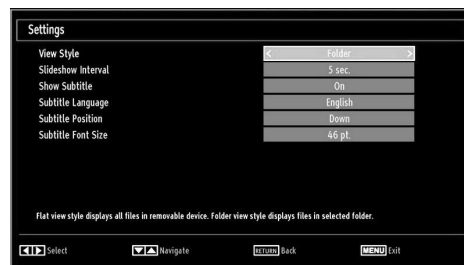 Settings
View Style < Folder >
Slideshow Interval 5 sec.
Show Subtitle On
Subtitle Language English
Subtitle Position Down
Subtitle Font Size 46 pt.
Flat view style displays all files in removable device. Folder view style displays files in selected folder.
Select Navigate RETURN Back MENU Exit